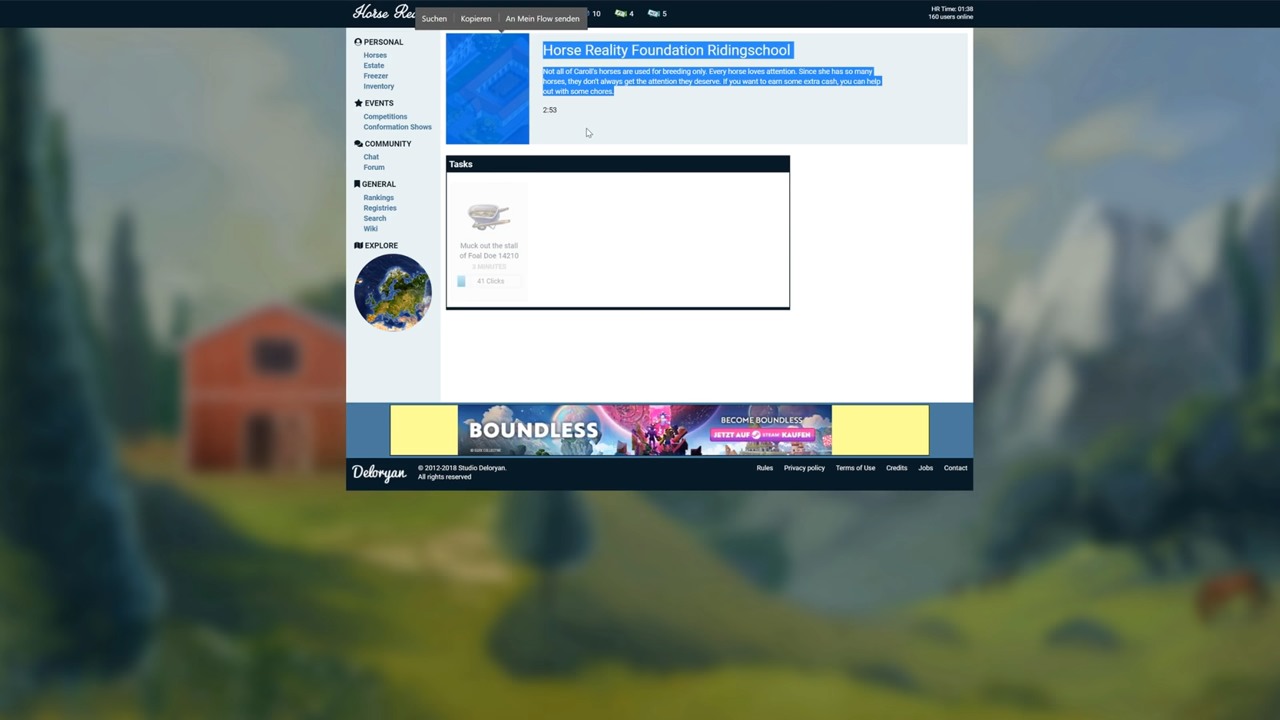 Horse Rea
Suchen
Kopieren
An Mein Flow senden
10
4
5
HR Time: 01:38
160 users online
PERSONAL
Horses
Estate
Freezer
Inventory
EVENTS
Competitions
Conformation Shows
COMMUNITY
Chat
Forum
GENERAL
Rankings
Registries
Search
Wiki
EXPLORE
Horse Reality Foundation Ridingschool
Not all of Caroll's horses are used for breeding only. Every horse loves attention. Since she has so many
horses, they don't always get the attention they deserve. If you want to earn some extra cash, you can help
out with some chores.
2:53
Tasks
Muck out the stall
of Foal Doe 14210
3 MINUTES
41 Clicks
BOUNDLESS
BECOME BOUNDLESS
JETZT AUF STEAM KAUFEN
Deloryan
© 2012-2018 Studio Deloryan.
All rights reserved
Rules
Privacy policy
Terms of Use
Credits
Jobs
Contact